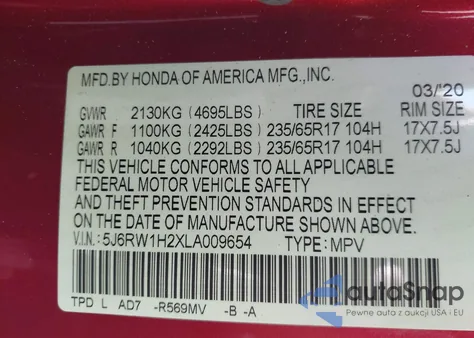 MFD.BY HONDA OF AMERICA MFG.,INC.
03/'20
GVWR 2130KG (4695LBS) TIRE SIZE RIM SIZE
GAWR F 1100KG (2425LBS) 235/65R17 104H 17X7.5J
GAWR R 1040KG (2292LBS) 235/65R17 104H 17X7.5J
THIS VEHICLE CONFORMS TO ALL APPLICABLE
FEDERAL MOTOR VEHICLE SAFETY
AND THEFT PREVENTION STANDARDS IN EFFECT
ON THE DATE OF MANUFACTURE SHOWN ABOVE.
V.I.N.: 5J6RW1H2XLA009654 TYPE: MPV
TPD L AD7 -R569MV -B -A
autoSnap
Pewne auta z aukcji USA - EU